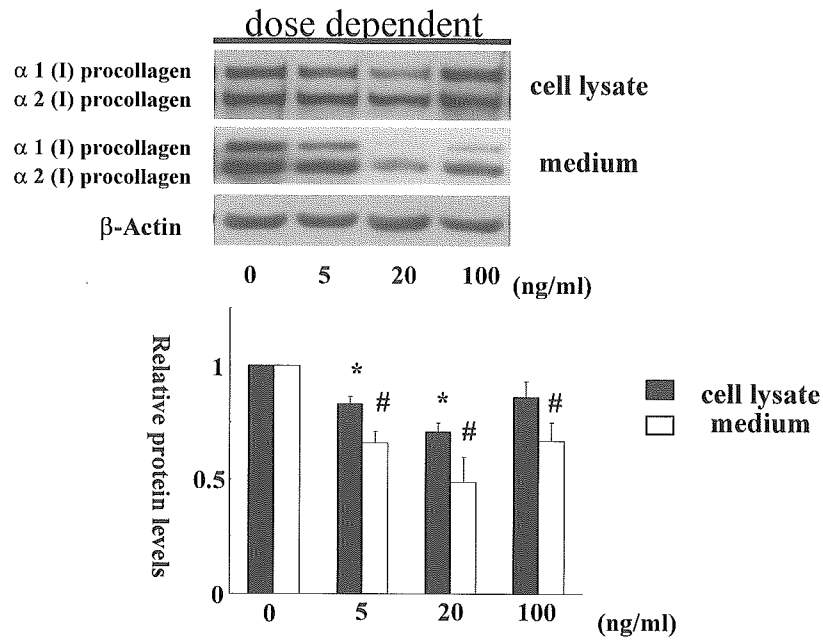 dose dependent
α 1 (I) procollagen
α 2 (I) procollagen
cell lysate
α 1 (I) procollagen
α 2 (I) procollagen
medium
β-Actin
0 5 20 100 (ng/ml)
Relative protein levels
1
0.5
0
* # * # #
cell lysate
medium
0 5 20 100 (ng/ml)